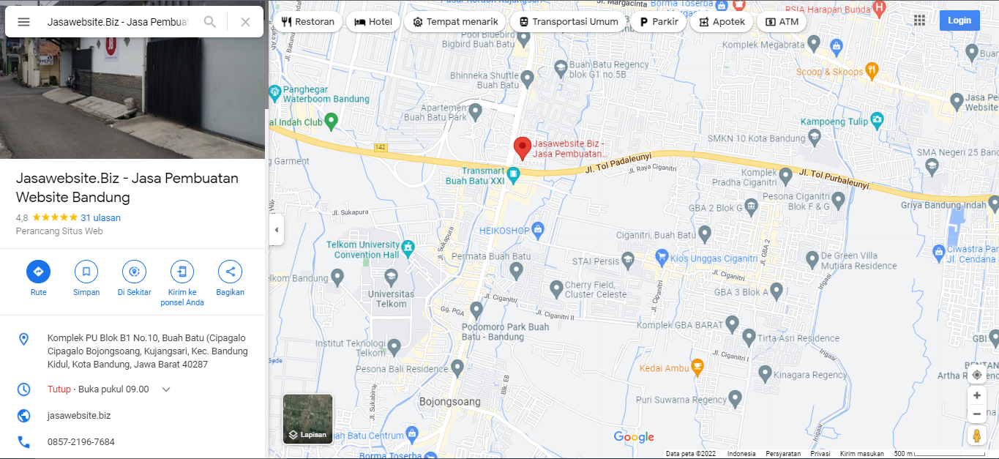 Jasawebsite.Biz - Jasa Pembuat
Restoran
Hotel
Tempat menarik
Transportasi Umum
Parkir
Apotek
ATM
Login
JB
Jasawebsite.Biz - Jasa Pembuatan
Website Bandung
4,8
31 ulasan
Perancang Situs Web
Rute
Simpan
Di Sekitar
Kirim ke
ponsel Anda
Bagikan
Komplek PU Blok B1 No.10, Buah Batu (Cipagalo
Cipagalo Bojongsoang, Kujangsari, Kec. Bandung
Kidul, Kota Bandung, Jawa Barat 40287
Tutup · Buka pukul 09.00
jasawebsite.biz
0857-2196-7684
Jl. Margacinta
Borma Toserba
RSIA Harapan Bunda
H
Pool Bluebird
Bigbird Buah Batu
Komplek Megabrata
Buah Batu Regency
blok G1 no.5B
Bhinneka Shuttle
Buah Batu
Scoop & Skoops
Panghegar
Waterboom Bandung
Jasa Pe
Website
Apartemen
Buah Batu Park
al Indah Club
Kampoeng Tulip
SMKN 10 Kota Bandung
142
Jasawebsite.Biz -
Jasa Pembuatan...
SMA Negeri 25 Band
g Garment
Jl. Tol Padaleunyi
Jl. Raya Ciganitri
Transmart
Buah Batu XXI
Komplek
Pradha Ciganitri
Jl. Tol Purbaleunyi
Pesona Ciganitri
Blok F & G
GBA 2 Blok G
Griya Bandung Indah
Jl. Sukapura
Jl. Sukapura
HEIKOSHOP
Ciganitri, Buah Batu
GBA 2
Telkom University
Convention Hall
Permata Buah Batu
STAI Persis
Kios Unggas Ciganitri
De Green Villa
Mutiara Residence
Ciwastra Par
Jl. Cendana
elkom Bandung
Universitas
Telkom
Cherry Field,
Cluster Celeste
Jl. Ciganitri
Irigasi
GBA 3 Blok A
Jl. Ciganitri
Gg. PGA
Jl. Ciganitri II
Podomoro Park Buah
Batu - Bandung
Komplek GBA BARAT
Tirta Asri Residence
GBI
Institut Teknologi
Telkom
Jl. Ciganitri I
Irigasi
Gede
Pesona Bali Residence
Kedai Ambu
Kinagara Regency
BENTAN
Artha R
Blk. E8
Jl. Sukabirus
Bojongsoang
Puri Suwarna Regency
Irigasi
Lapisan
ah Batu Centrum
Borma Toserba
Google
Data peta ©2022
Indonesia
Persyaratan
Privasi
Kirim masukan
500 m